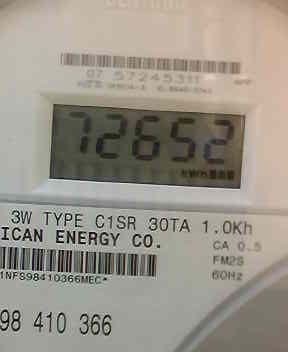 07 57245311
72652
kWh
3W TYPE C1SR 30TA 1.0Kh
ICAN ENERGY CO.
CA 0.5
FM2S
60Hz
1NFS98410366MEC*
98 410 366